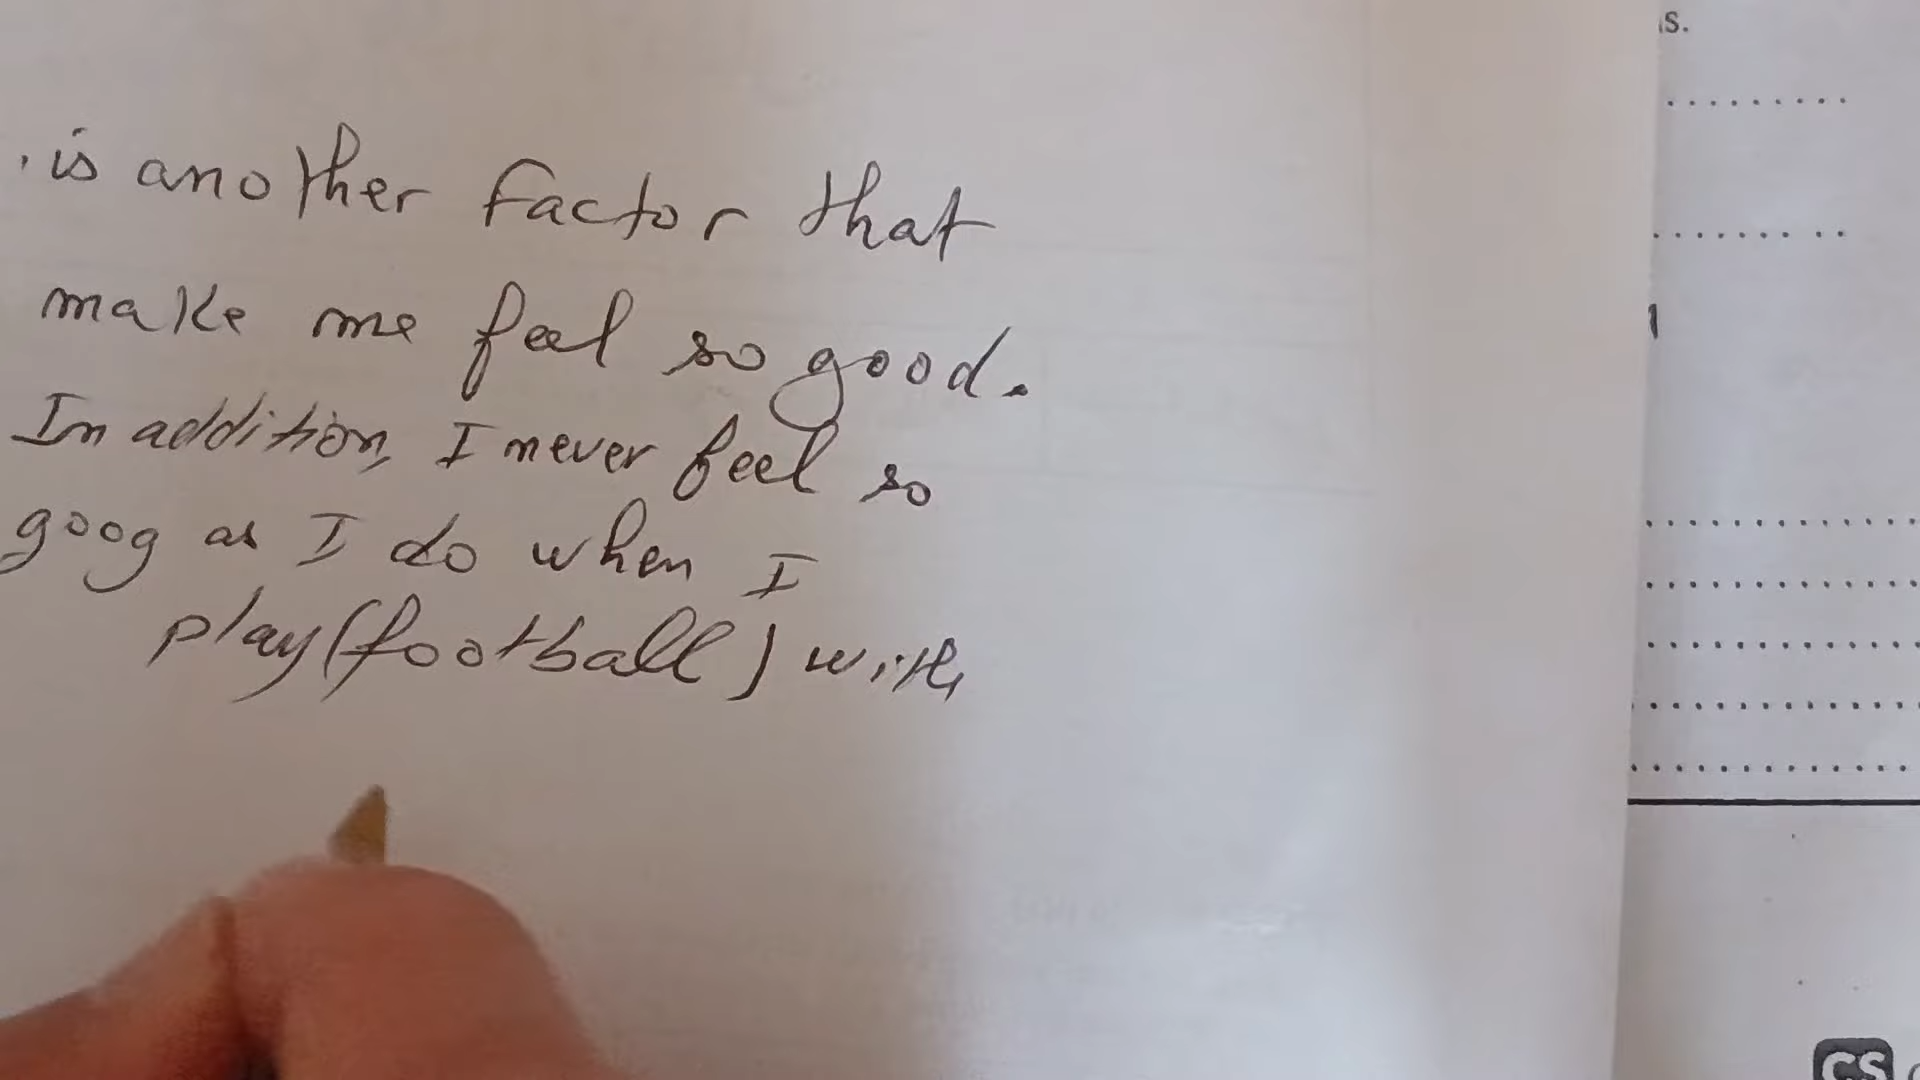 is another factor that
make me feel so good.
In addition, I never feel so
goog as I do when I
play (football) with
s.
CS